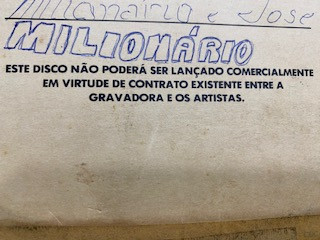 Milionário e José
MILIONÁRIO
ESTE DISCO NÃO PODERÁ SER LANÇADO COMERCIALMENTE
EM VIRTUDE DE CONTRATO EXISTENTE ENTRE A
GRAVADORA E OS ARTISTAS.